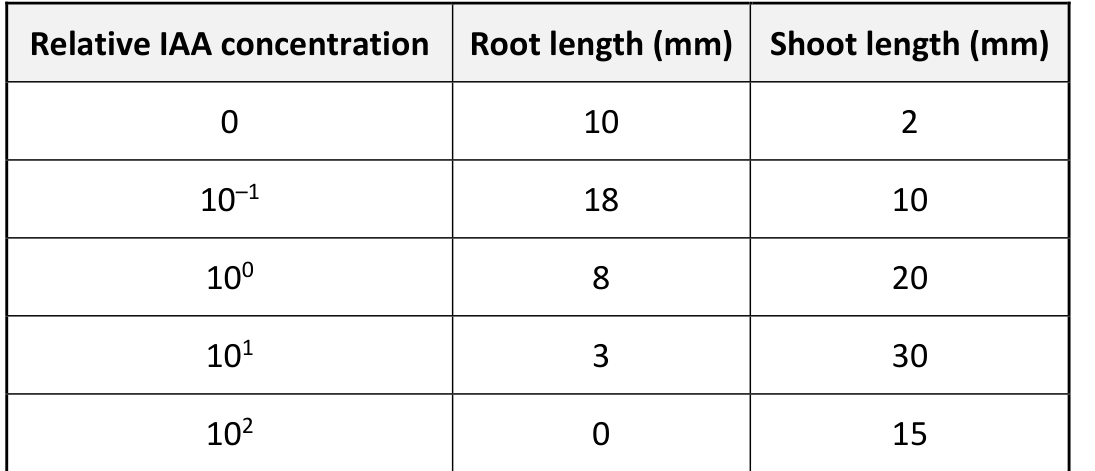 Relative IAA concentration Root length (mm) Shoot length (mm)
0 10 2
10⁻¹ 18 10
10⁰ 8 20
10¹ 3 30
10² 0 15